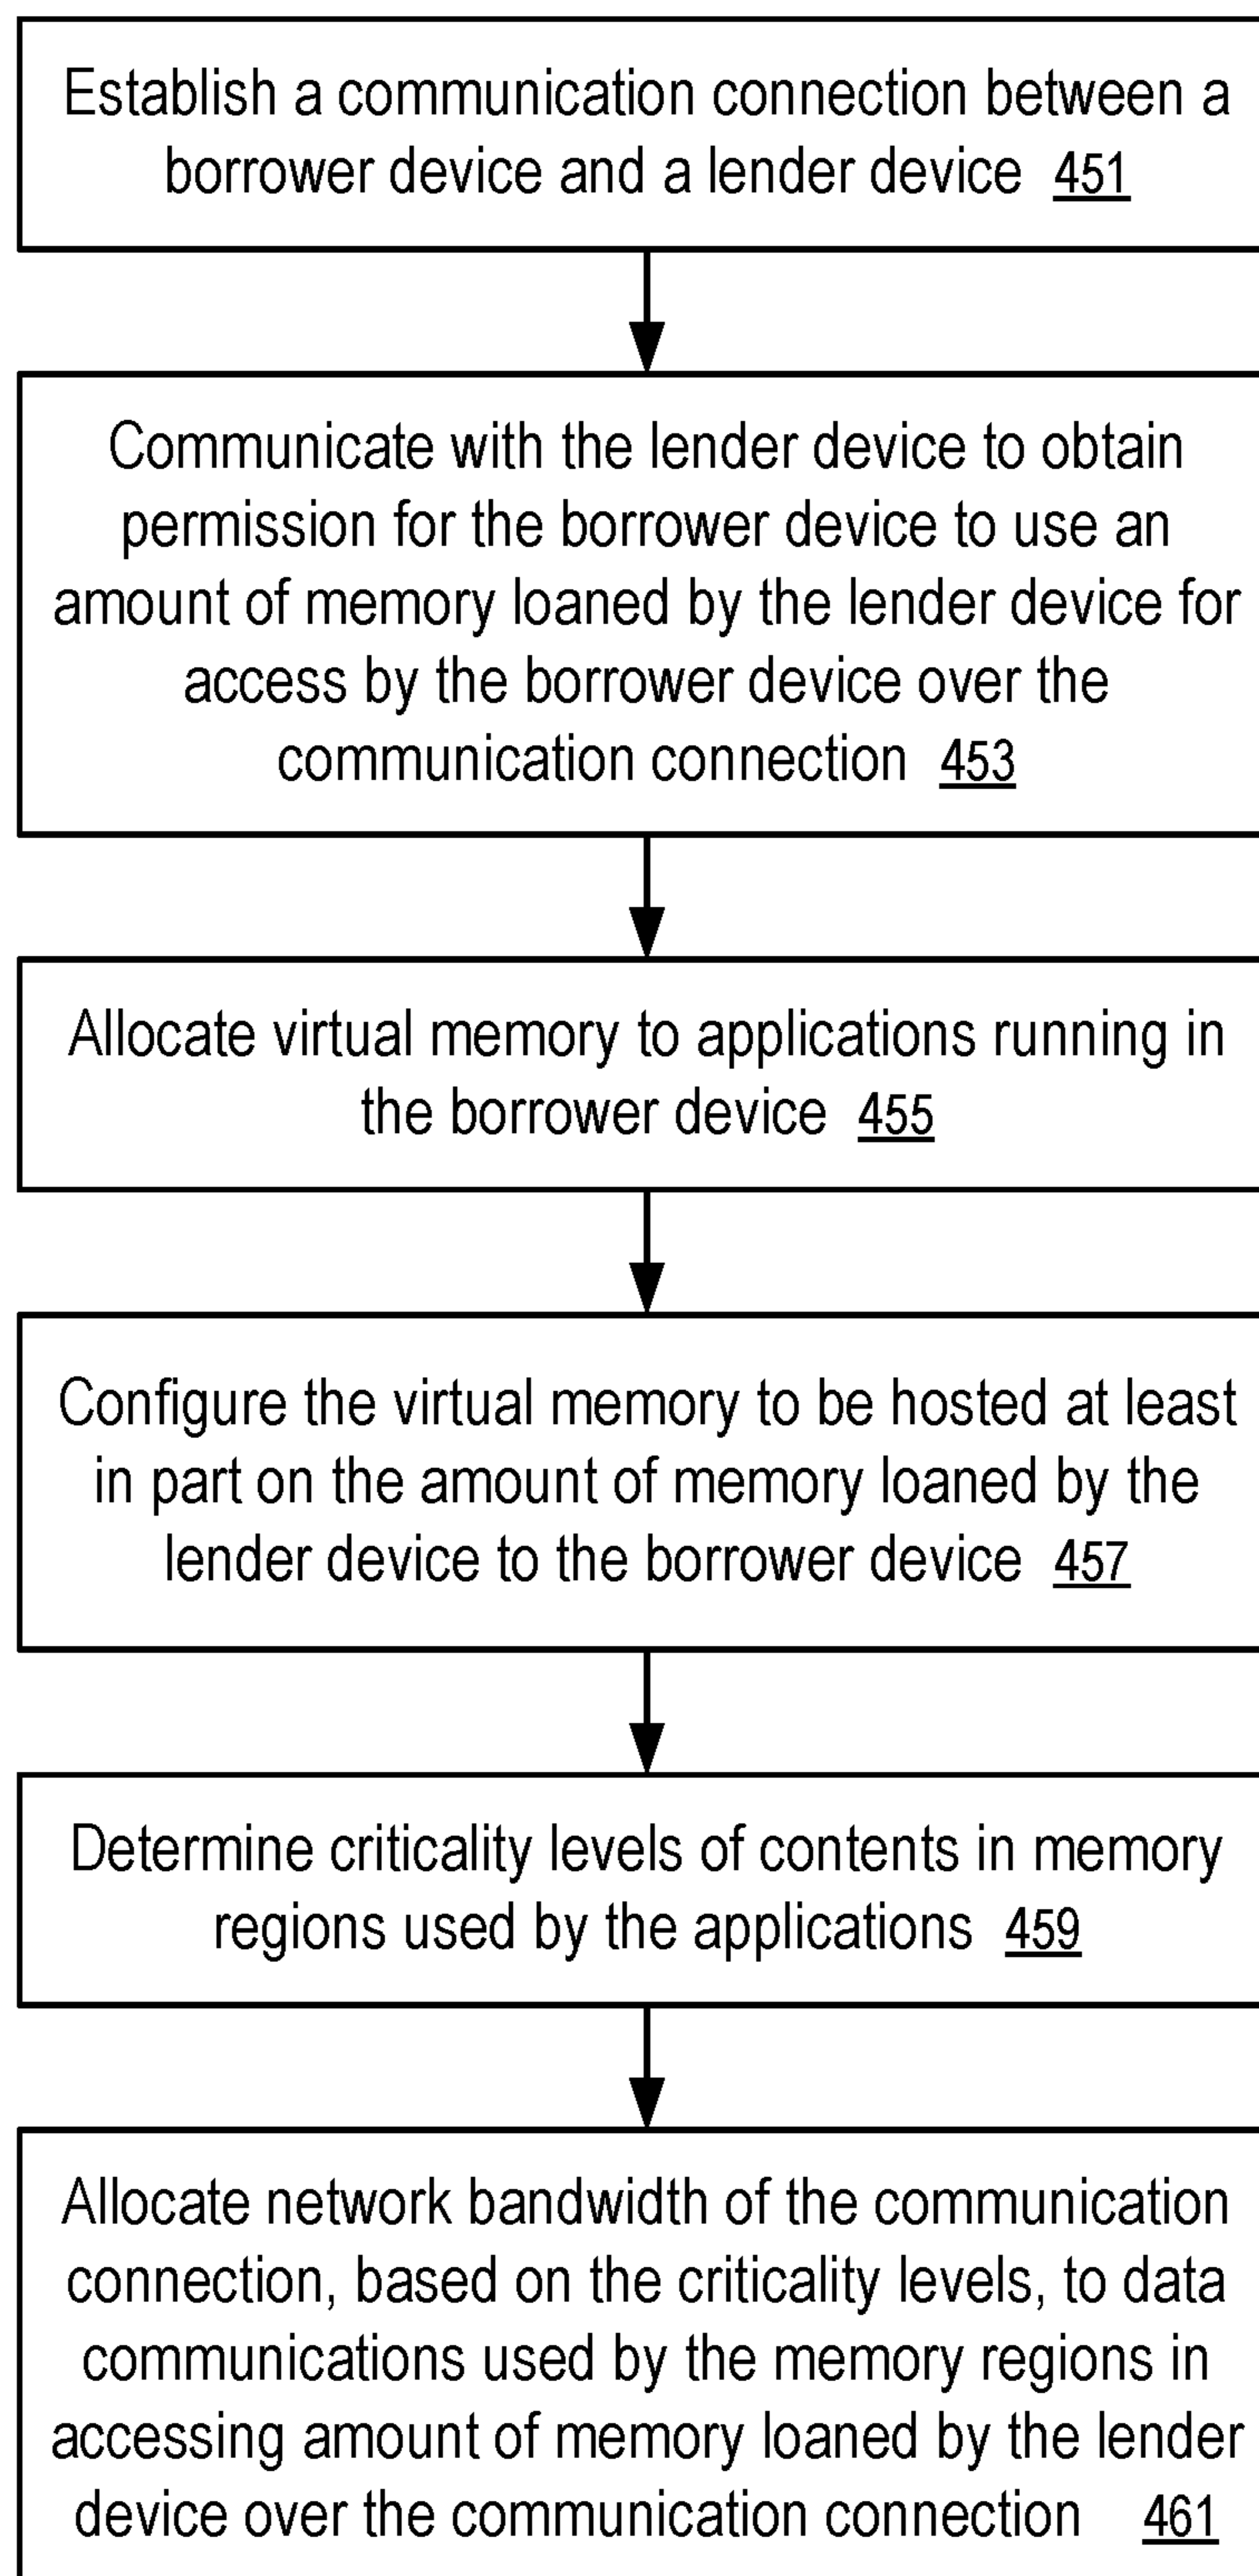 Establish a communication connection between a
borrower device and a lender device 451
Communicate with the lender device to obtain
permission for the borrower device to use an
amount of memory loaned by the lender device for
access by the borrower device over the
communication connection 453
Allocate virtual memory to applications running in
the borrower device 455
Configure the virtual memory to be hosted at least
in part on the amount of memory loaned by the
lender device to the borrower device 457
Determine criticality levels of contents in memory
regions used by the applications 459
Allocate network bandwidth of the communication
connection, based on the criticality levels, to data
communications used by the memory regions in
accessing amount of memory loaned by the lender
device over the communication connection 461